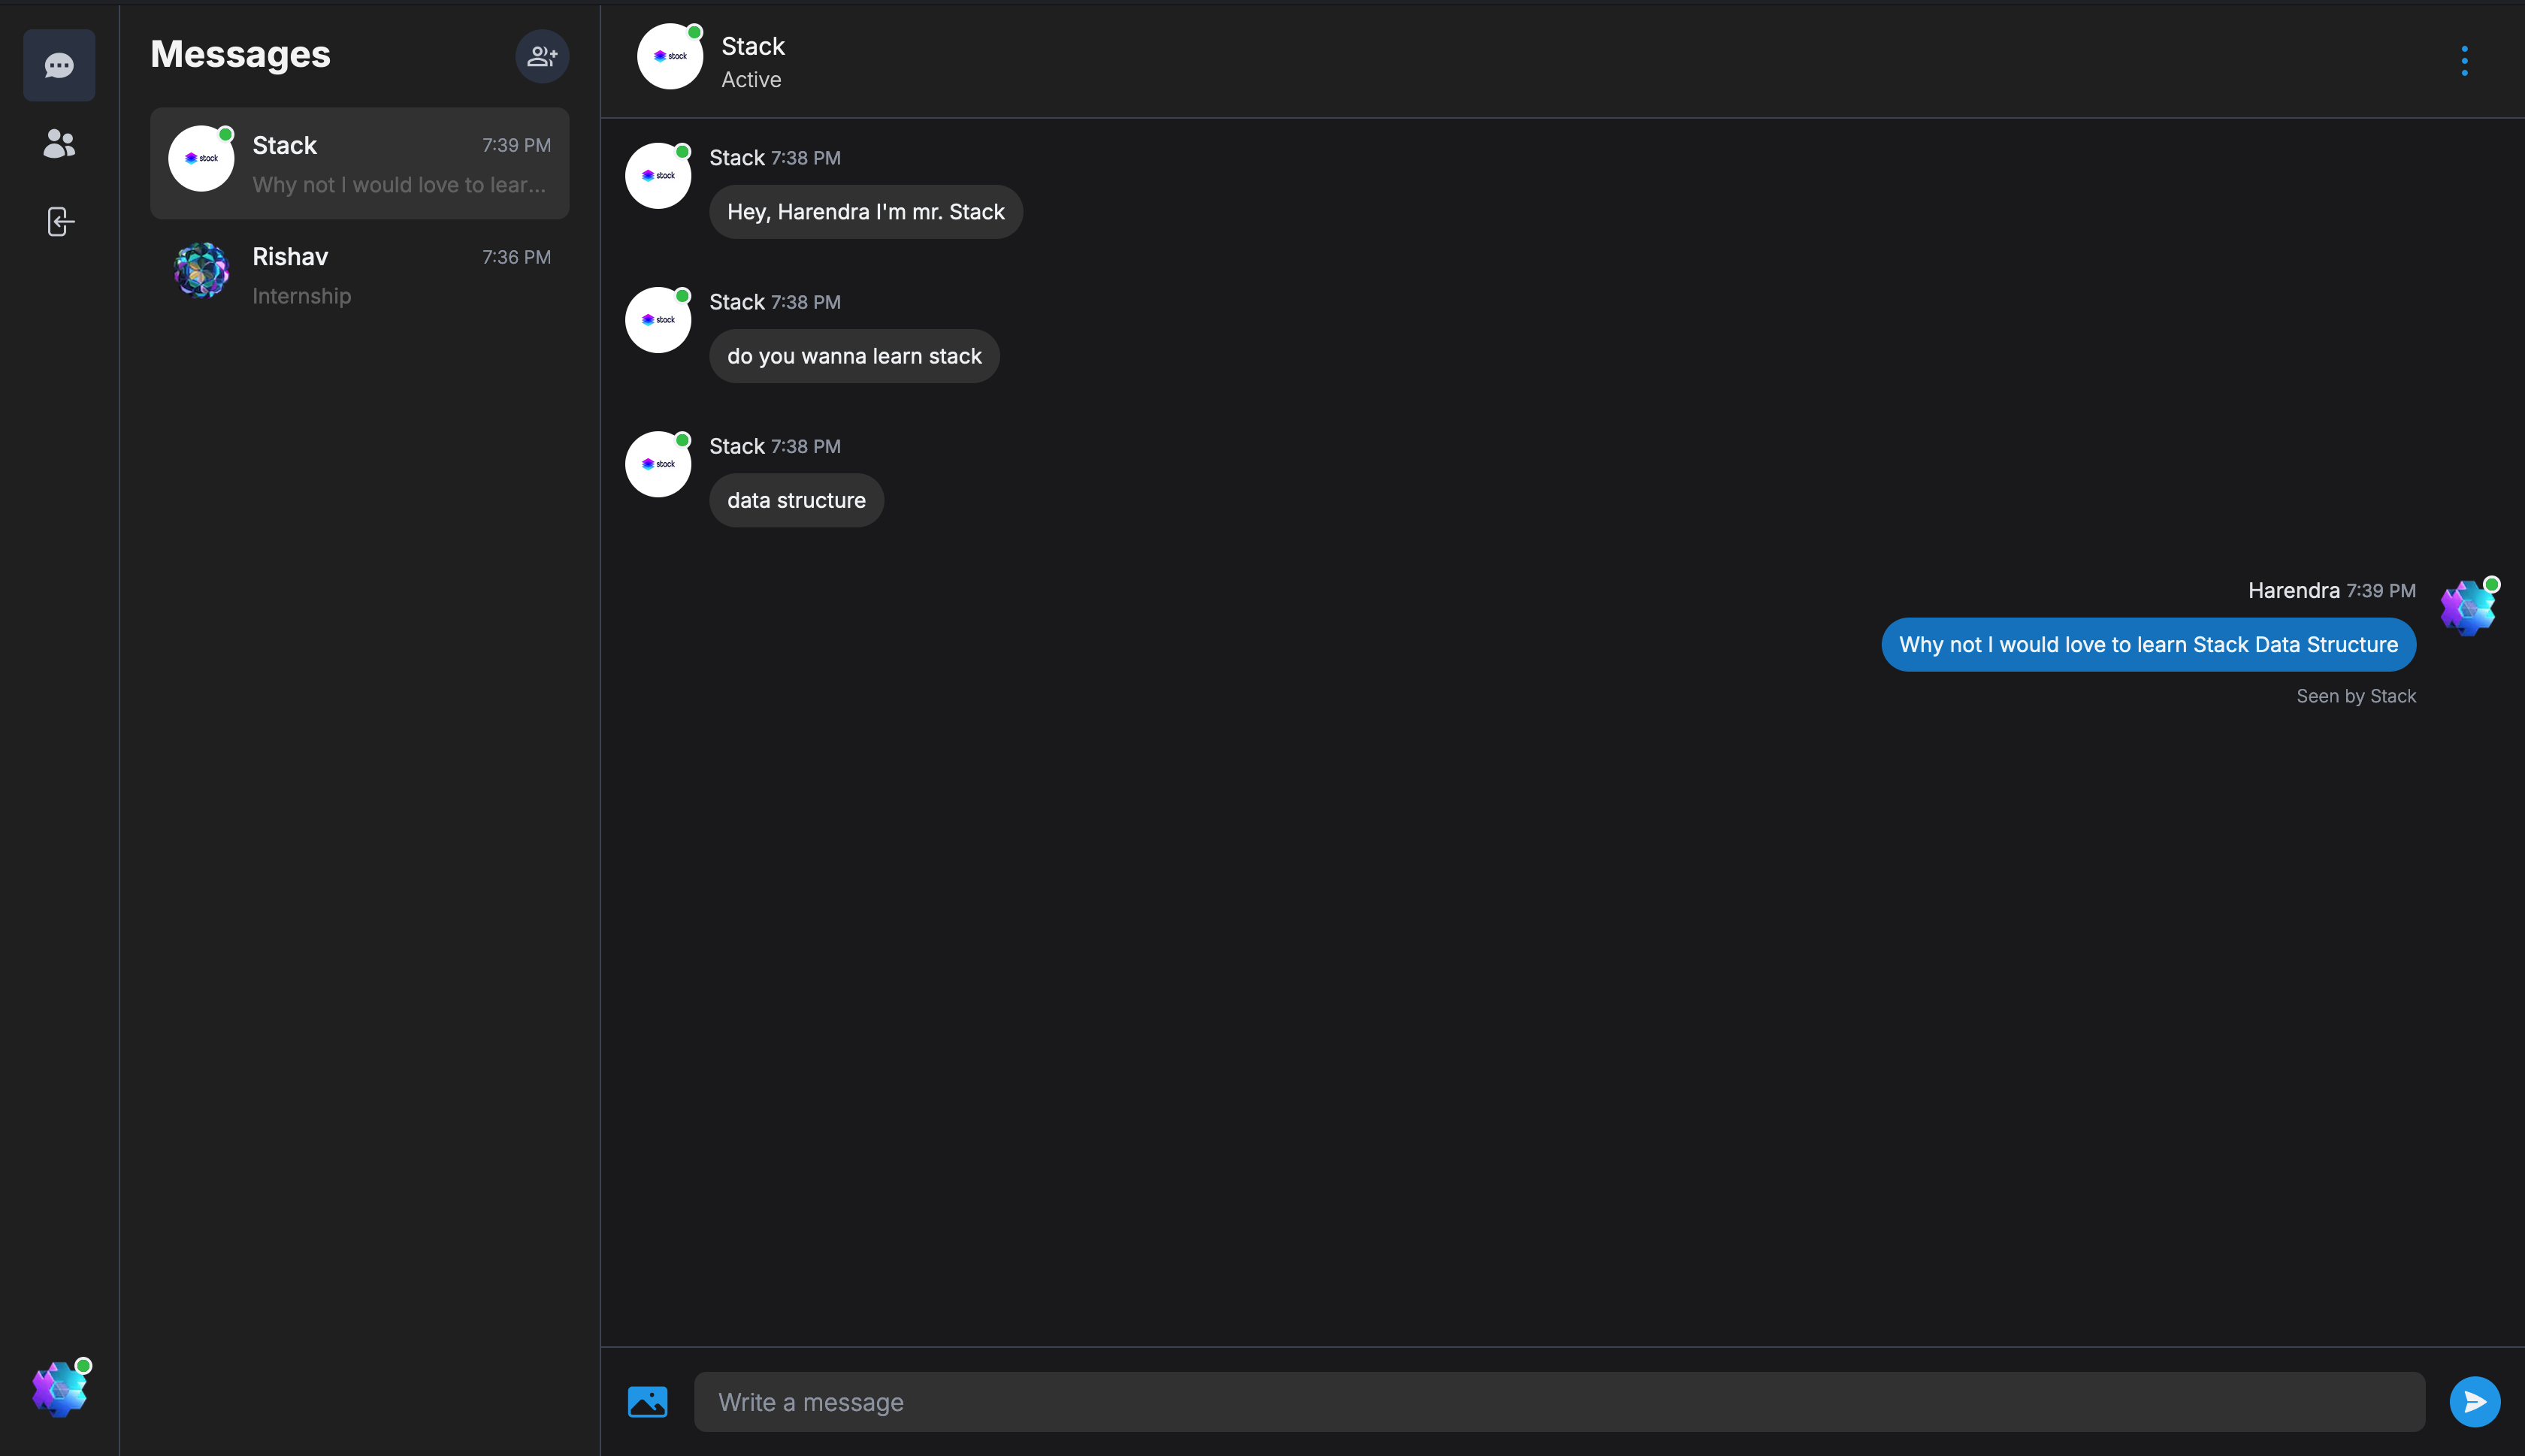 Messages
stack
Stack 7:39 PM
Why not I would love to lear...
Rishav 7:36 PM
Internship
stack
Stack
Active
stack
Stack 7:38 PM
Hey, Harendra I'm mr. Stack
stack
Stack 7:38 PM
do you wanna learn stack
stack
Stack 7:38 PM
data structure
Harendra 7:39 PM
Why not I would love to learn Stack Data Structure
Seen by Stack
Write a message